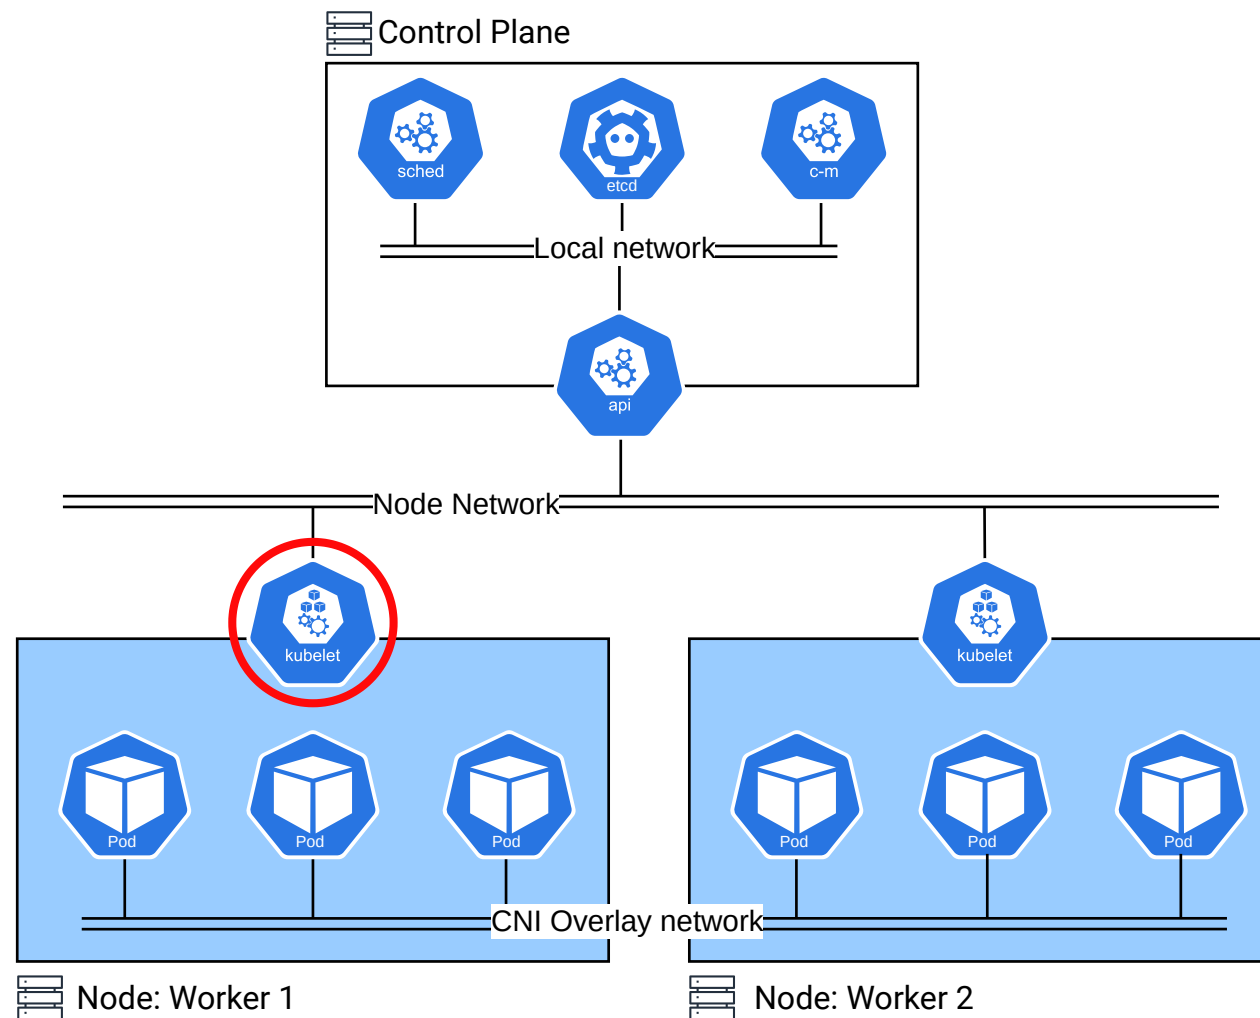 Control Plane
sched
etcd
c-m
Local network
api
Node Network
kubelet
kubelet
Pod
Pod
Pod
Pod
Pod
Pod
CNI Overlay network
Node: Worker 1
Node: Worker 2